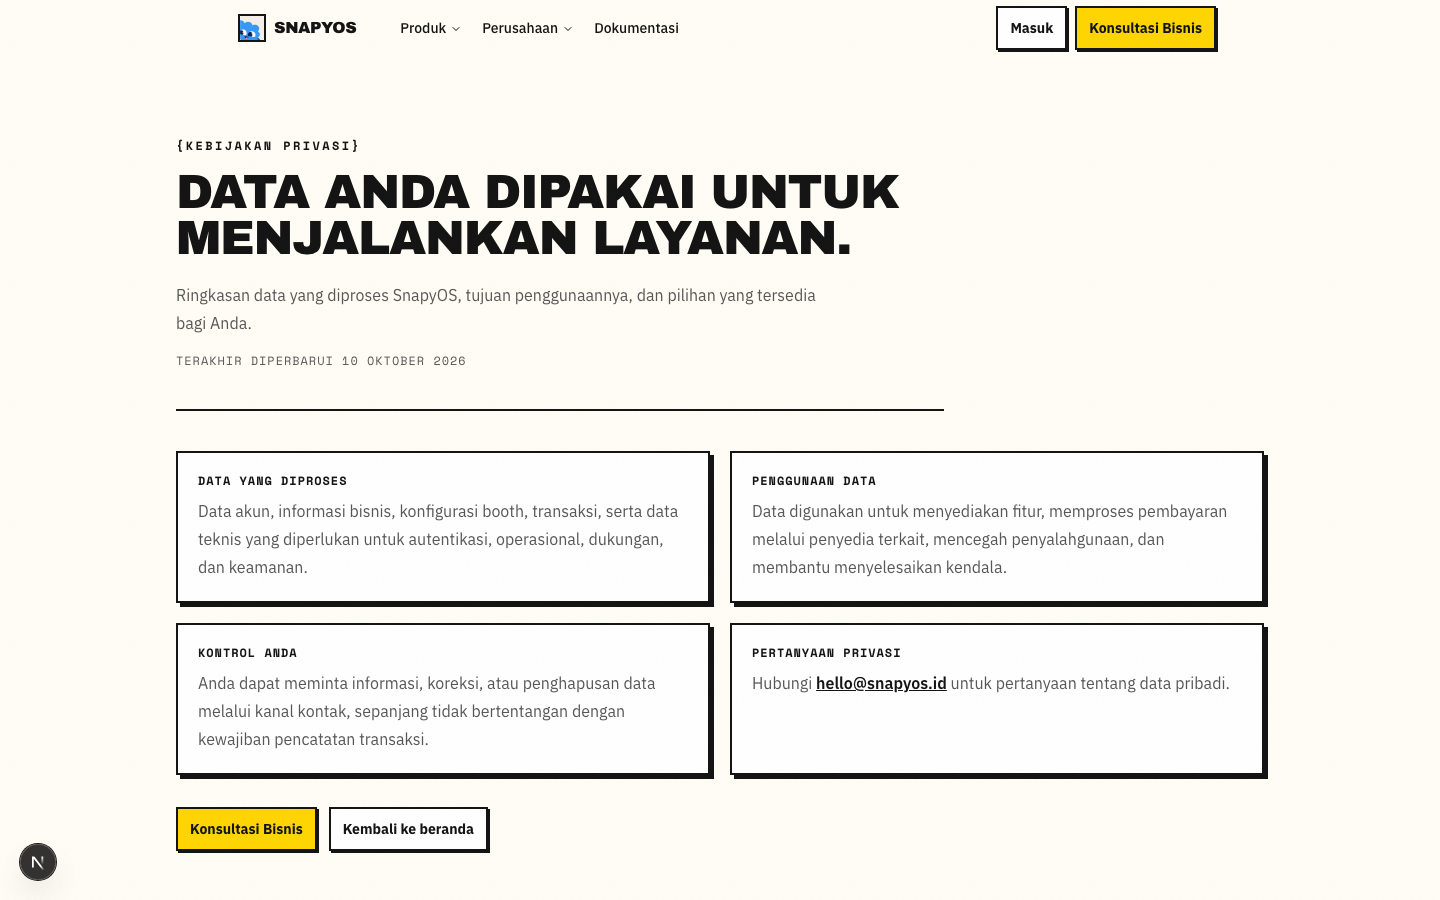 SNAPYOS
Produk
Perusahaan
Dokumentasi
Masuk
Konsultasi Bisnis
{KEBIJAKAN PRIVASI}
DATA ANDA DIPAKAI UNTUK
MENJALANKAN LAYANAN.
Ringkasan data yang diproses SnapyOS, tujuan penggunaannya, dan pilihan yang tersedia
bagi Anda.
TERAKHIR DIPERBARUI 10 OKTOBER 2026
DATA YANG DIPROSES
Data akun, informasi bisnis, konfigurasi booth, transaksi, serta data
teknis yang diperlukan untuk autentikasi, operasional, dukungan,
dan keamanan.
PENGGUNAAN DATA
Data digunakan untuk menyediakan fitur, memproses pembayaran
melalui penyedia terkait, mencegah penyalahgunaan, dan
membantu menyelesaikan kendala.
KONTROL ANDA
Anda dapat meminta informasi, koreksi, atau penghapusan data
melalui kanal kontak, sepanjang tidak bertentangan dengan
kewajiban pencatatan transaksi.
PERTANYAAN PRIVASI
Hubungi hello@snapyos.id untuk pertanyaan tentang data pribadi.
Konsultasi Bisnis
Kembali ke beranda
N